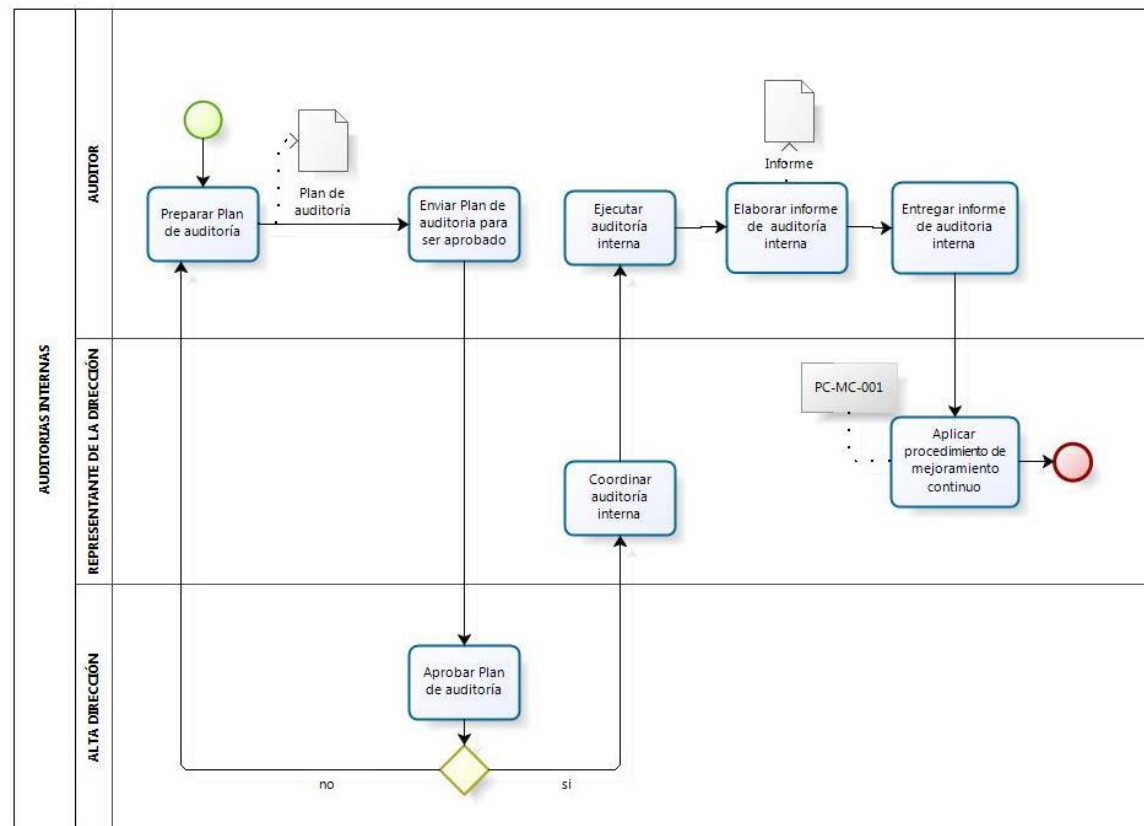 AUDITORIAS INTERNAS
AUDITOR
Preparar Plan
de auditoría
Plan de
auditoría
Enviar Plan de
auditoria para
ser aprobado
Ejecutar
auditoría
interna
Informe
Elaborar informe
de auditoría
interna
Entregar informe
de auditoria
interna
REPRESENTANTE DE LA DIRECCIÓN
PC-MC-001
Coordinar
auditoría
interna
Aplicar
procedimiento de
mejoramiento
continuo
ALTA DIRECCIÓN
Aprobar Plan
de auditoría
no
si